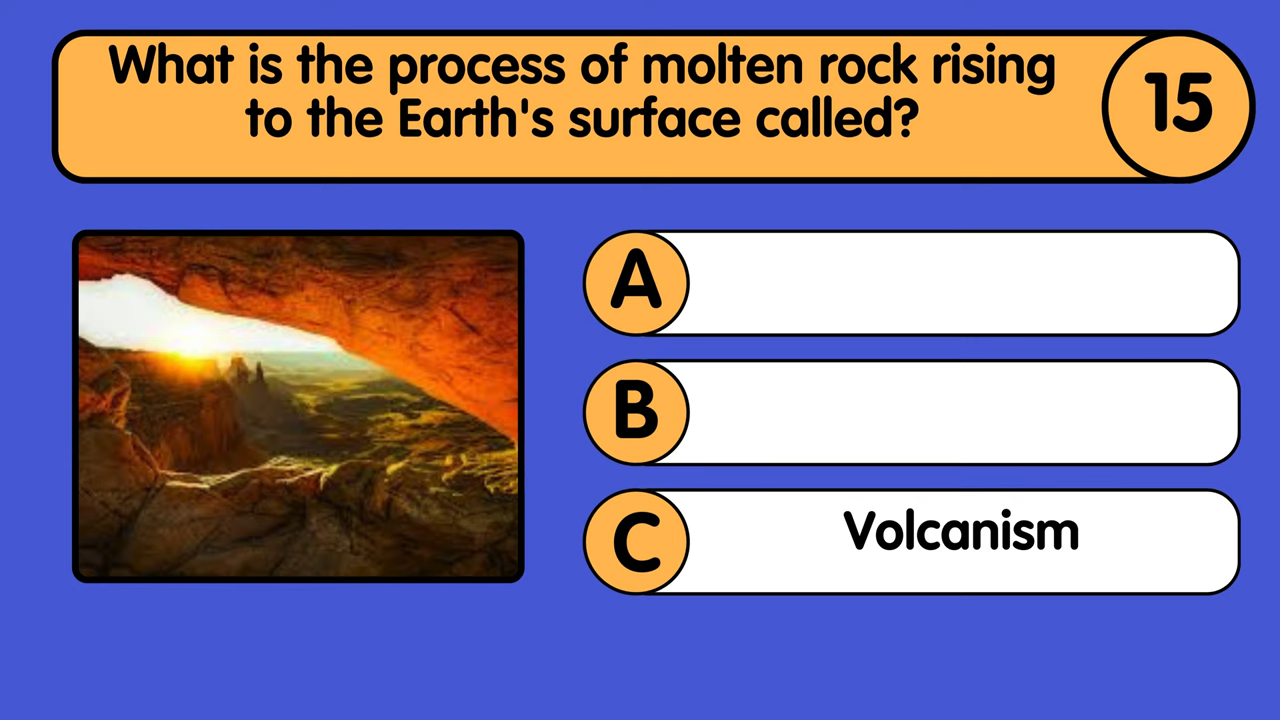 What is the process of molten rock rising
to the Earth's surface called?
15
A
B
C
Volcanism